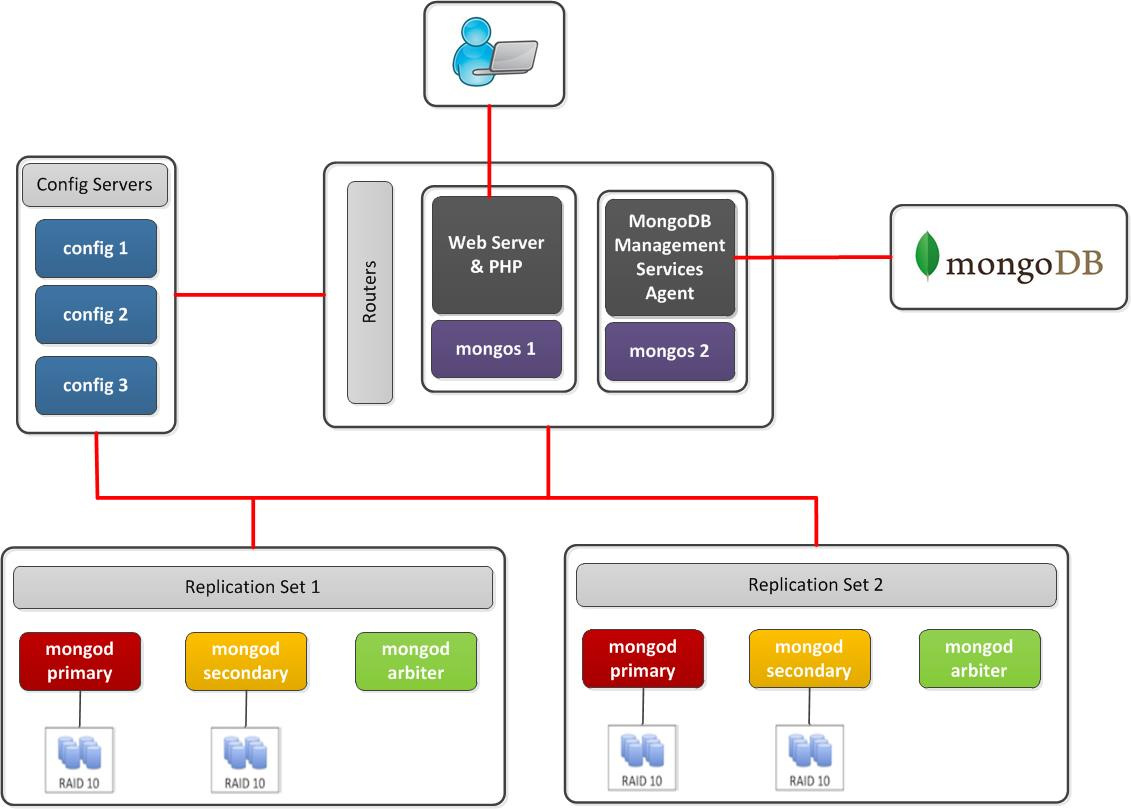 Config Servers
config 1
config 2
config 3
Routers
Web Server
& PHP
mongos 1
MongoDB
Management
Services
Agent
mongos 2
mongoDB
Replication Set 1
mongod
primary
mongod
secondary
mongod
arbiter
RAID 10
RAID 10
Replication Set 2
mongod
primary
mongod
secondary
mongod
arbiter
RAID 10
RAID 10